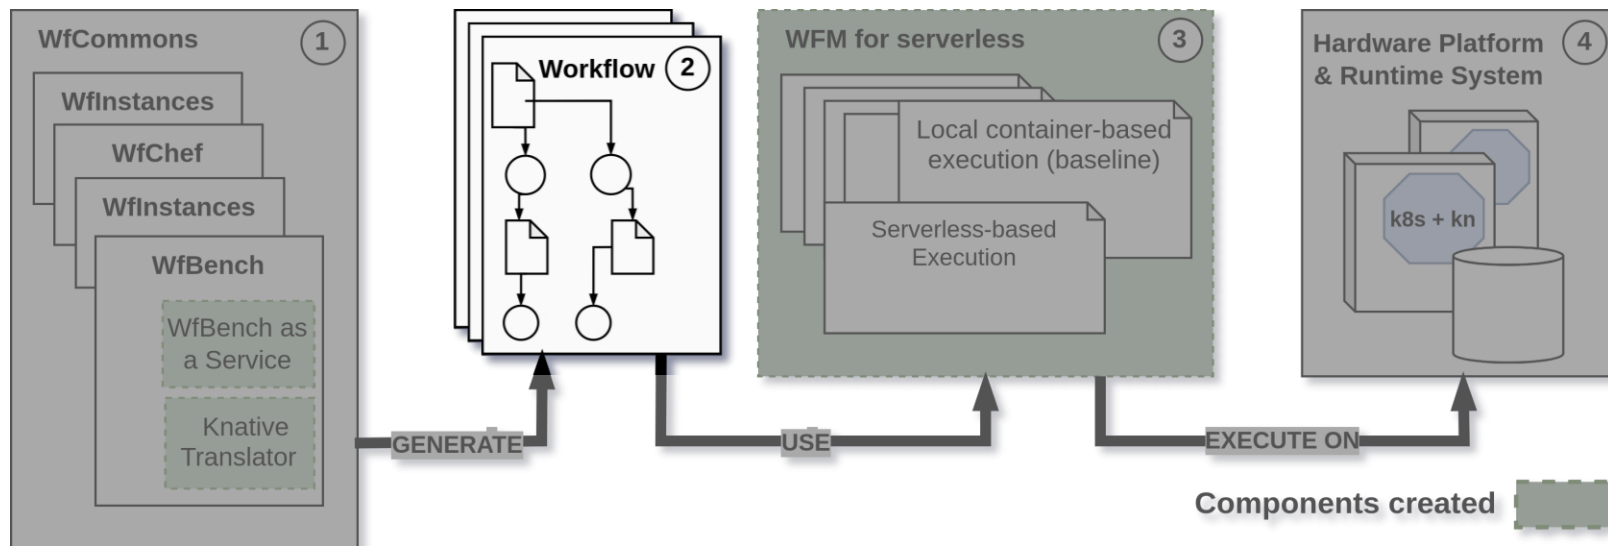 WfCommons
1
WfInstances
WfChef
WfInstances
WfBench
WfBench as
a Service
Knative
Translator
GENERATE
Workflow
2
USE
WFM for serverless
3
Local container-based
execution (baseline)
Serverless-based
Execution
EXECUTE ON
Hardware Platform
& Runtime System
4
k8s + kn
Components created